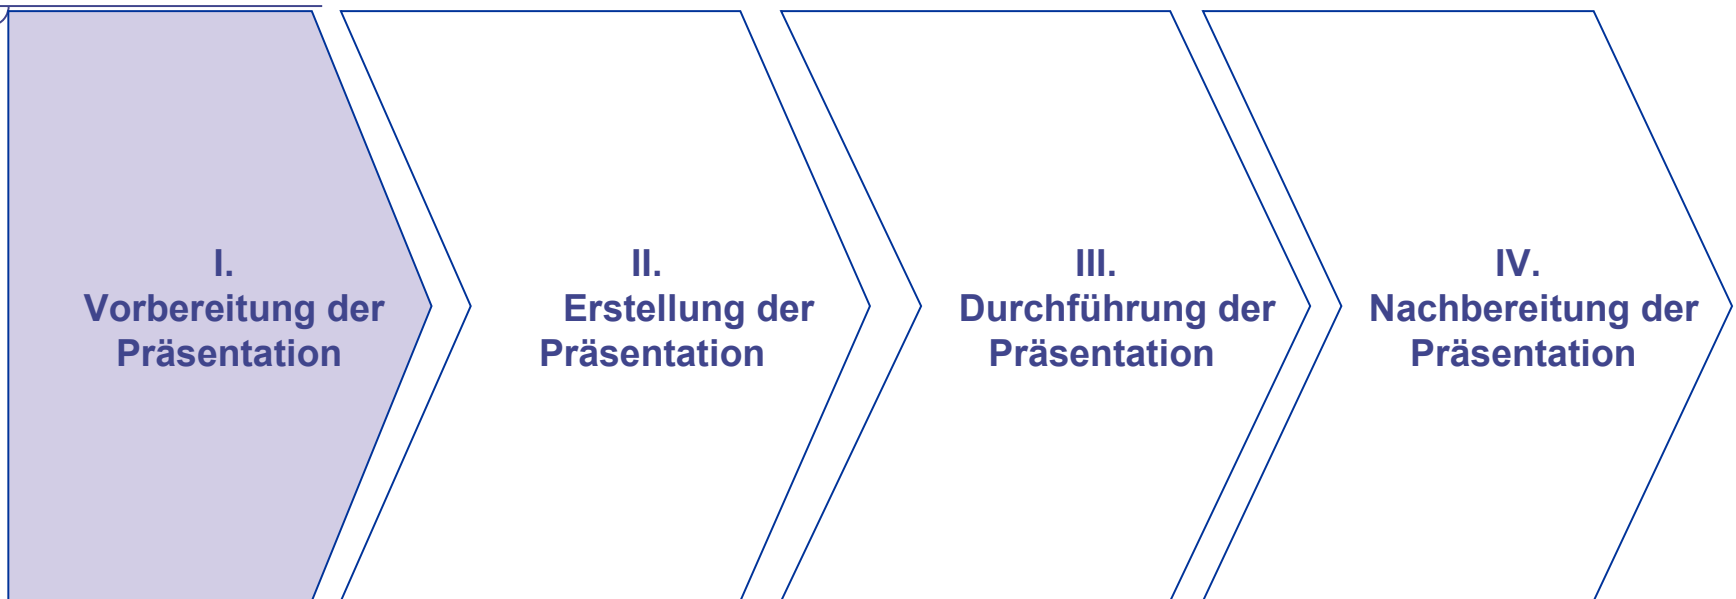 I.
Vorbereitung der
Präsentation
II.
Erstellung der
Präsentation
III.
Durchführung der
Präsentation
IV.
Nachbereitung der
Präsentation